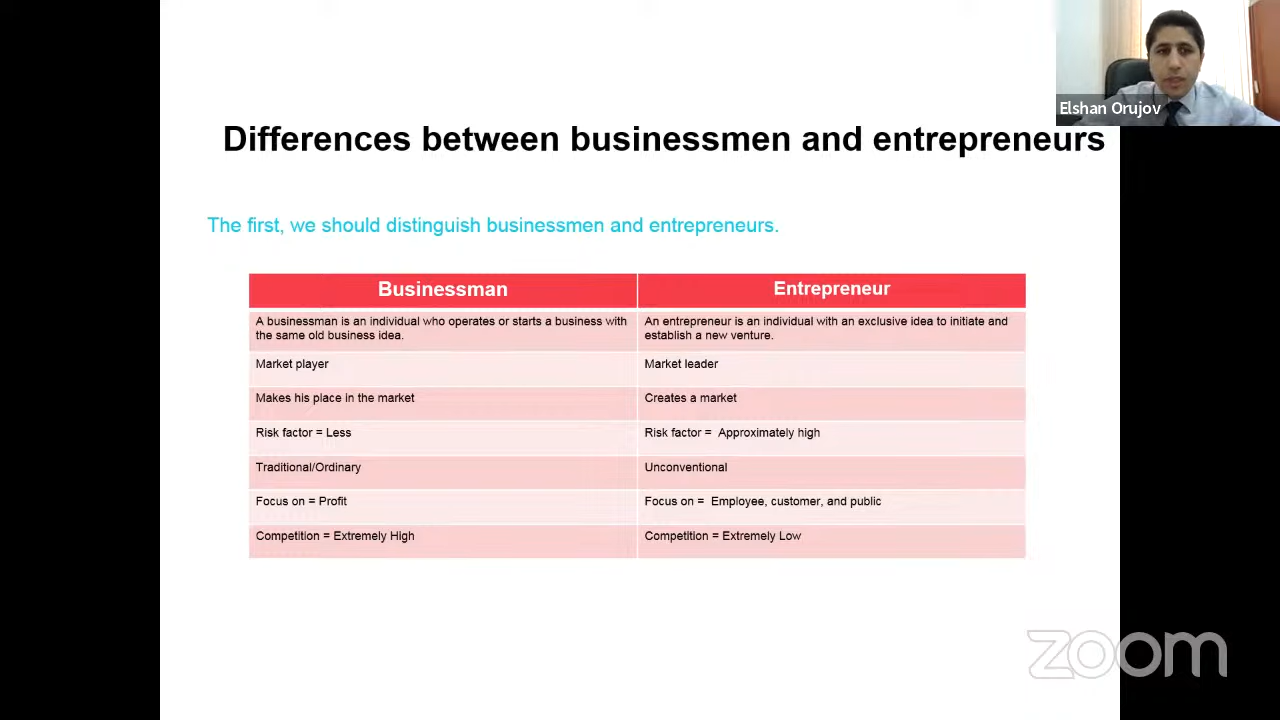 Elshan Orujov
Differences between businessmen and entrepreneurs
The first, we should distinguish businessmen and entrepreneurs.
Businessman
Entrepreneur
A businessman is an individual who operates or starts a business with
the same old business idea.
An entrepreneur is an individual with an exclusive idea to initiate and
establish a new venture.
Market player
Market leader
Makes his place in the market
Creates a market
Risk factor = Less
Risk factor = Approximately high
Traditional/Ordinary
Unconventional
Focus on = Profit
Focus on = Employee, customer, and public
Competition = Extremely High
Competition = Extremely Low
zoom